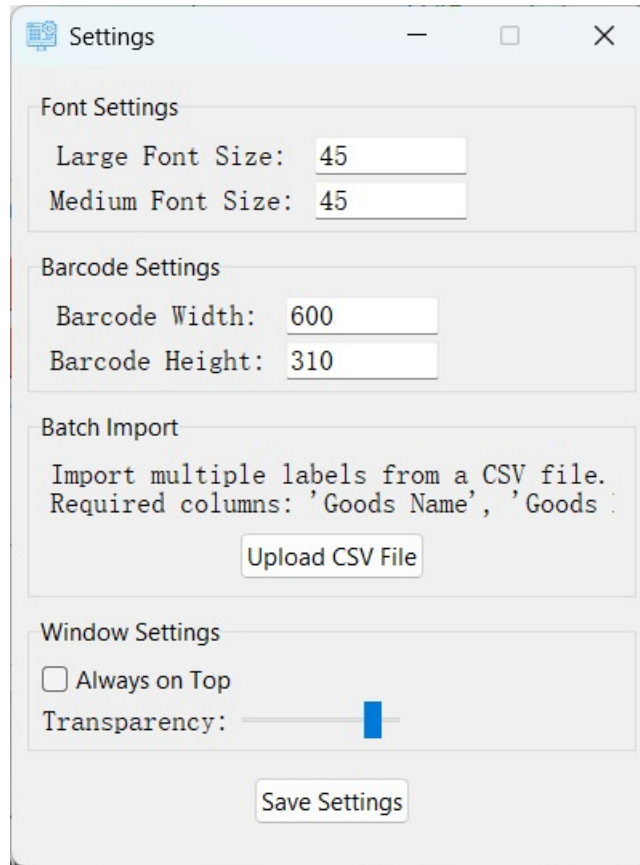 Settings
Font Settings
Large Font Size: 45
Medium Font Size: 45
Barcode Settings
Barcode Width: 600
Barcode Height: 310
Batch Import
Import multiple labels from a CSV file.
Required columns: 'Goods Name', 'Goods
Upload CSV File
Window Settings
Always on Top
Transparency:
Save Settings